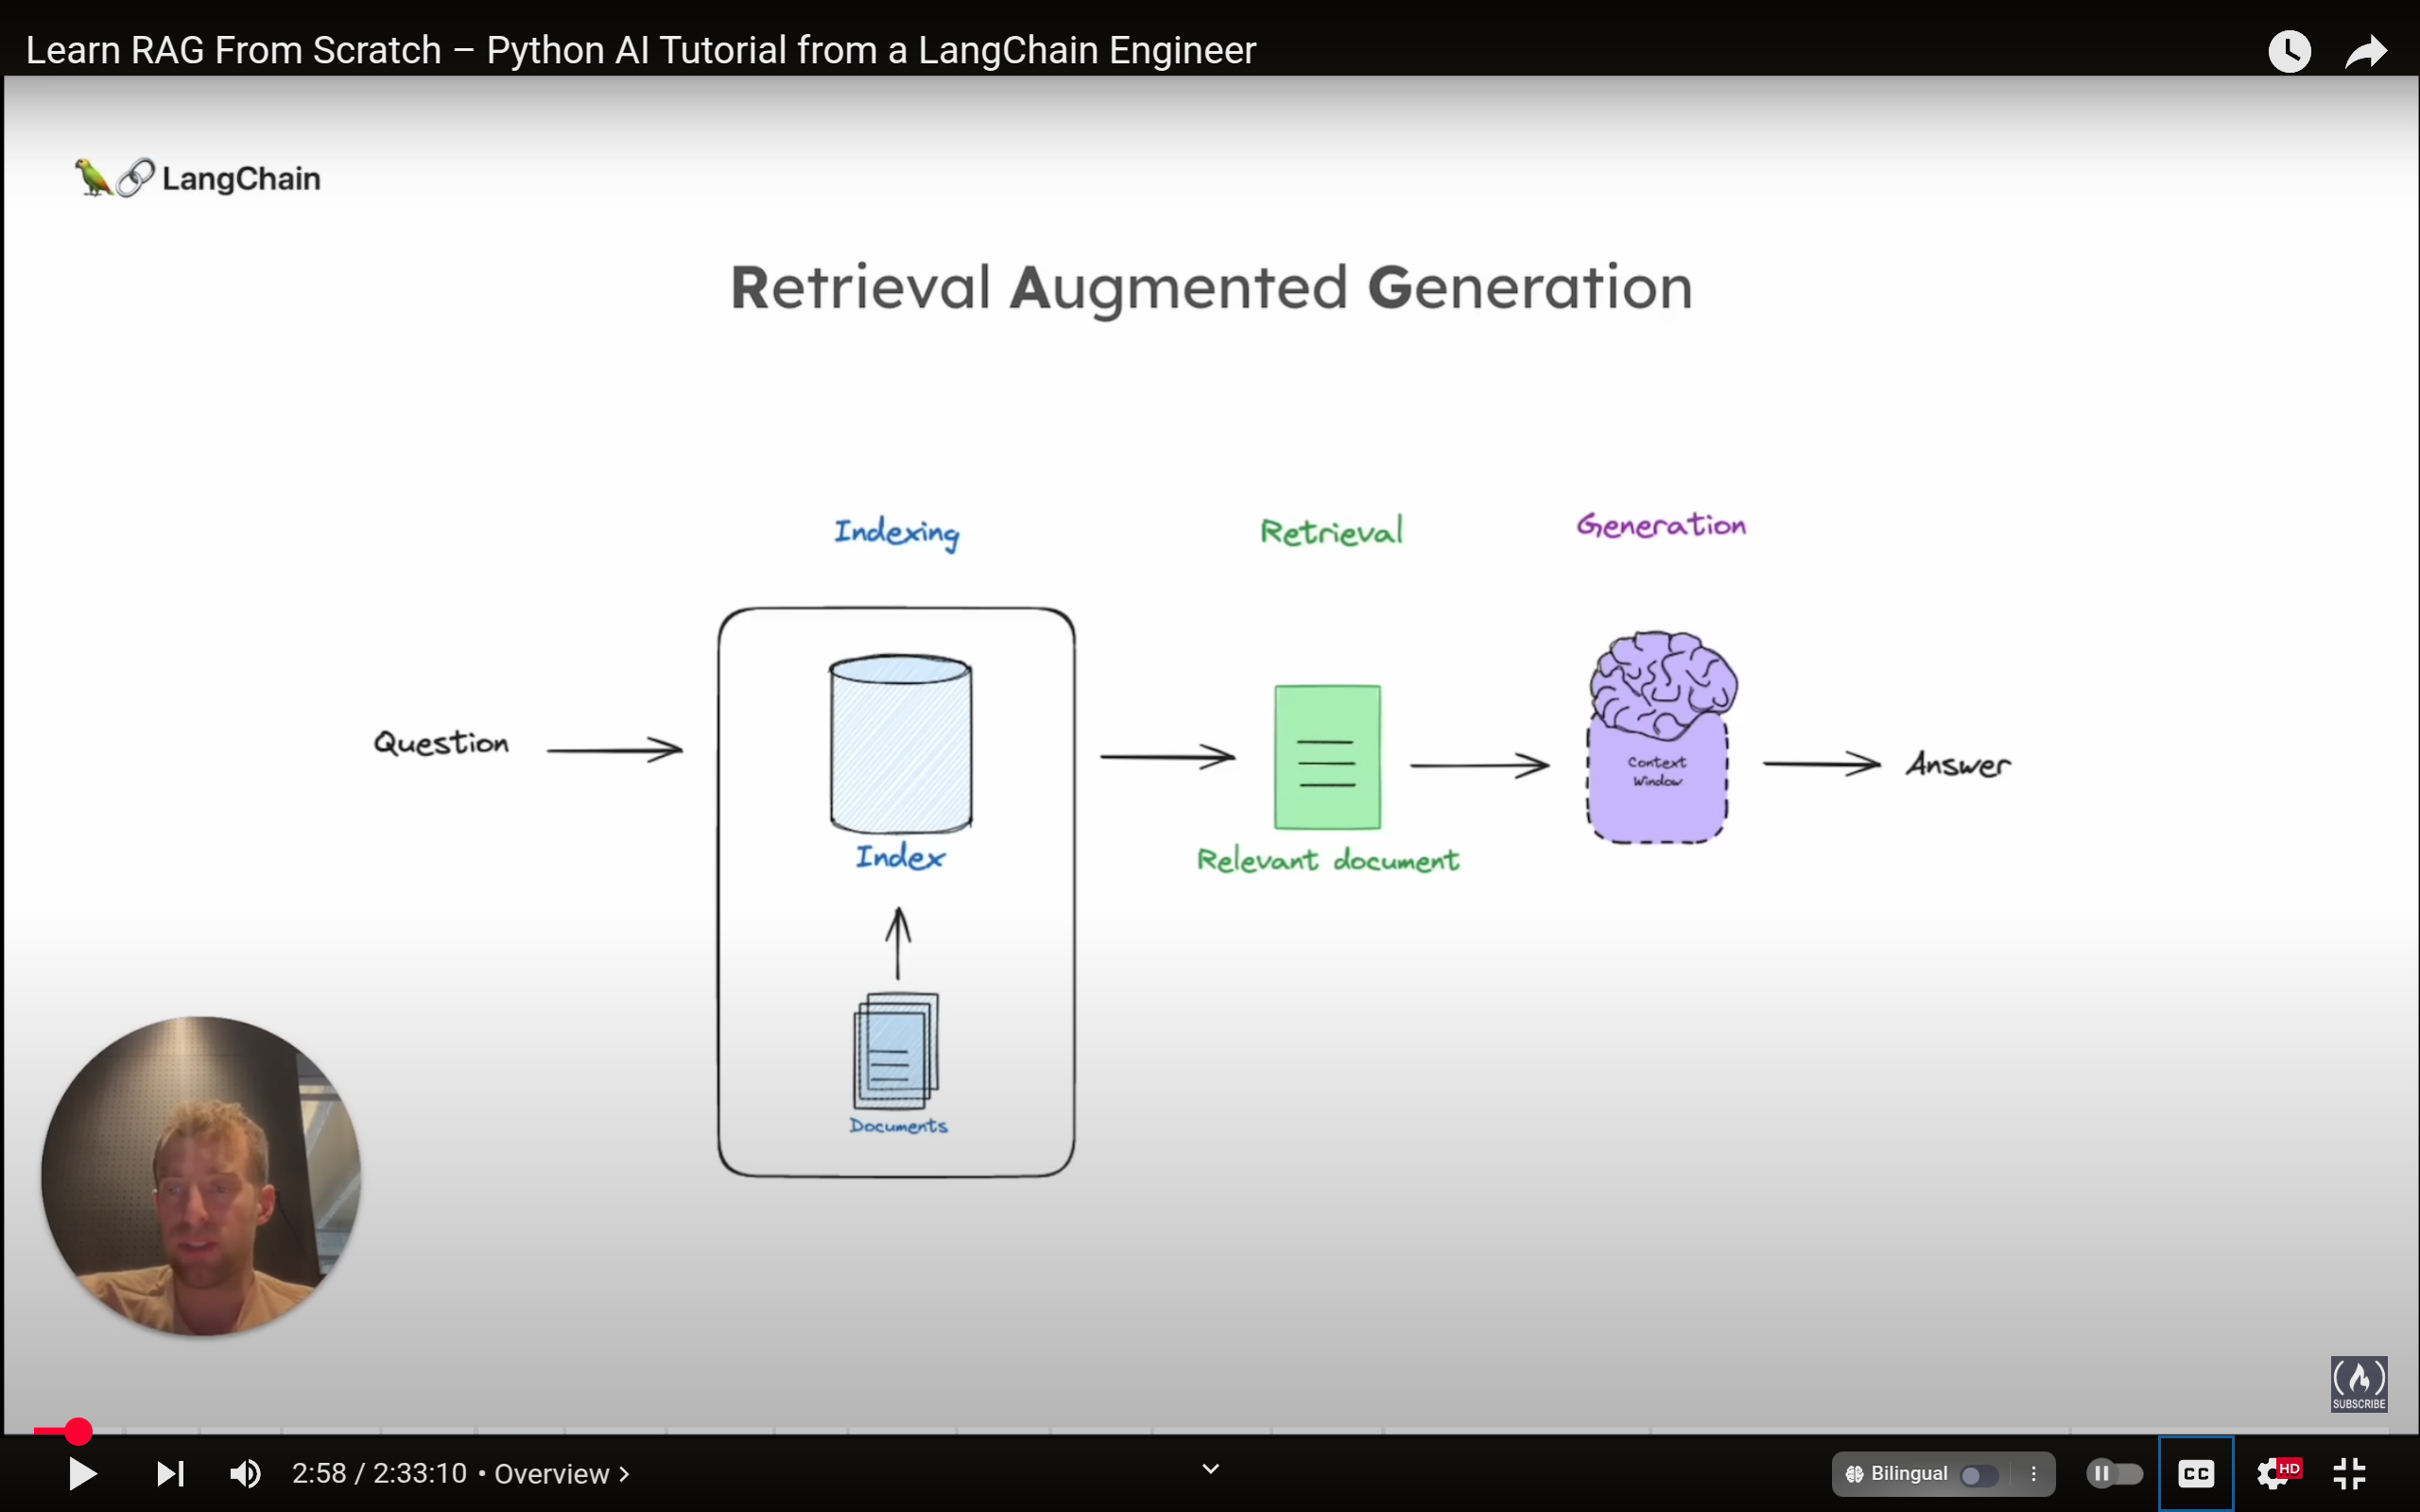 Learn RAG From Scratch – Python AI Tutorial from a LangChain Engineer
LangChain
Retrieval Augmented Generation
Indexing
Retrieval
Generation
Question
Context
Window
Answer
Index
Relevant document
Documents
SUBSCRIBE
2:58 / 2:33:10 • Overview
Bilingual
CC
HD